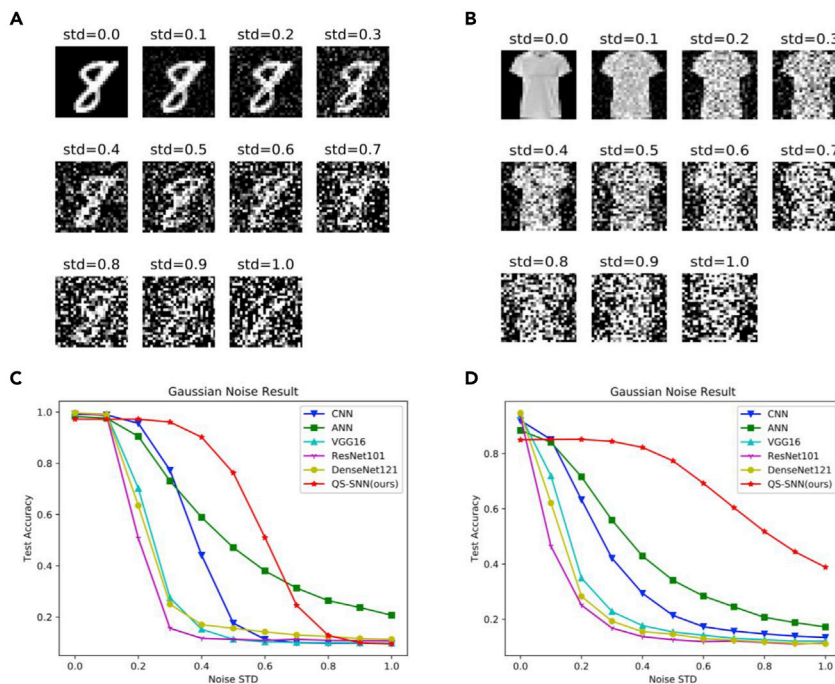 A
std=0.0 std=0.1 std=0.2 std=0.3
std=0.4 std=0.5 std=0.6 std=0.7
std=0.8 std=0.9 std=1.0
B
std=0.0 std=0.1 std=0.2 std=0.3
std=0.4 std=0.5 std=0.6 std=0.7
std=0.8 std=0.9 std=1.0
C
Gaussian Noise Result
CNN
ANN
VGG16
ResNet101
DenseNet121
QS-SNN(ours)
Test Accuracy
1.0
0.8
0.6
0.4
0.2
0.0 0.2 0.4 0.6 0.8 1.0
Noise STD
D
Gaussian Noise Result
CNN
ANN
VGG16
ResNet101
DenseNet121
QS-SNN(ours)
Test Accuracy
0.8
0.6
0.4
0.2
0.0 0.2 0.4 0.6 0.8 1.0
Noise STD